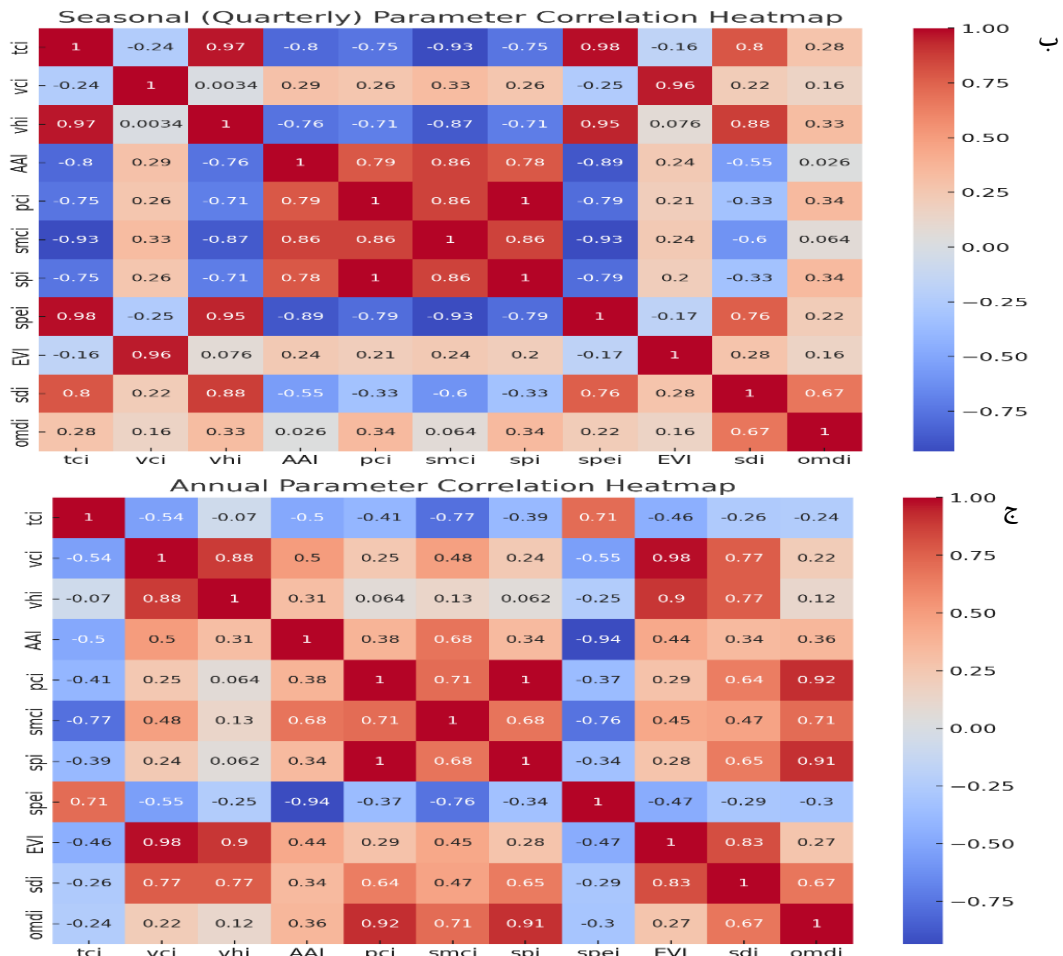 Seasonal (Quarterly) Parameter Correlation Heatmap
ب
tci 1 -0.24 0.97 -0.8 -0.75 -0.93 -0.75 0.98 -0.16 0.8 0.28
vci -0.24 1 0.0034 0.29 0.26 0.33 0.26 -0.25 0.96 0.22 0.16
vhi 0.97 0.0034 1 -0.76 -0.71 -0.87 -0.71 0.95 0.076 0.88 0.33
AAI -0.8 0.29 -0.76 1 0.79 0.86 0.78 -0.89 0.24 -0.55 0.026
pci -0.75 0.26 -0.71 0.79 1 0.86 1 -0.79 0.21 -0.33 0.34
smci -0.93 0.33 -0.87 0.86 0.86 1 0.86 -0.93 0.24 -0.6 0.064
spi -0.75 0.26 -0.71 0.78 1 0.86 1 -0.79 0.2 -0.33 0.34
spei 0.98 -0.25 0.95 -0.89 -0.79 -0.93 -0.79 1 -0.17 0.76 0.22
EVI -0.16 0.96 0.076 0.24 0.21 0.24 0.2 -0.17 1 0.28 0.16
sdi 0.8 0.22 0.88 -0.55 -0.33 -0.6 -0.33 0.76 0.28 1 0.67
omdi 0.28 0.16 0.33 0.026 0.34 0.064 0.34 0.22 0.16 0.67 1
tci vci vhi AAI pci smci spi spei EVI sdi omdi
1.00
0.75
0.50
0.25
0.00
−0.25
−0.50
−0.75
Annual Parameter Correlation Heatmap
ج
tci 1 -0.54 -0.07 -0.5 -0.41 -0.77 -0.39 0.71 -0.46 -0.26 -0.24
vci -0.54 1 0.88 0.5 0.25 0.48 0.24 -0.55 0.98 0.77 0.22
vhi -0.07 0.88 1 0.31 0.064 0.13 0.062 -0.25 0.9 0.77 0.12
AAI -0.5 0.5 0.31 1 0.38 0.68 0.34 -0.94 0.44 0.34 0.36
pci -0.41 0.25 0.064 0.38 1 0.71 1 -0.37 0.29 0.64 0.92
smci -0.77 0.48 0.13 0.68 0.71 1 0.68 -0.76 0.45 0.47 0.71
spi -0.39 0.24 0.062 0.34 1 0.68 1 -0.34 0.28 0.65 0.91
spei 0.71 -0.55 -0.25 -0.94 -0.37 -0.76 -0.34 1 -0.47 -0.29 -0.3
EVI -0.46 0.98 0.9 0.44 0.29 0.45 0.28 -0.47 1 0.83 0.27
sdi -0.26 0.77 0.77 0.34 0.64 0.47 0.65 -0.29 0.83 1 0.67
omdi -0.24 0.22 0.12 0.36 0.92 0.71 0.91 -0.3 0.27 0.67 1
tci vci vhi AAI pci smci spi spei EVI sdi omdi
1.00
0.75
0.50
0.25
0.00
−0.25
−0.50
−0.75